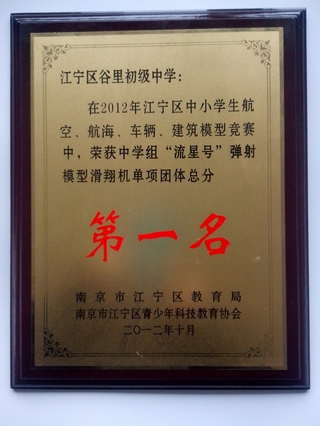 江宁区谷里初级中学：
在2012年江宁区中小学生航
空、航海、车辆、建筑模型竞赛
中，荣获中学组“流星号”弹射
模型滑翔机单项团体总分
第一名
南京市江宁区教育局
南京市江宁区青少年科技教育协会
二〇一二年十月